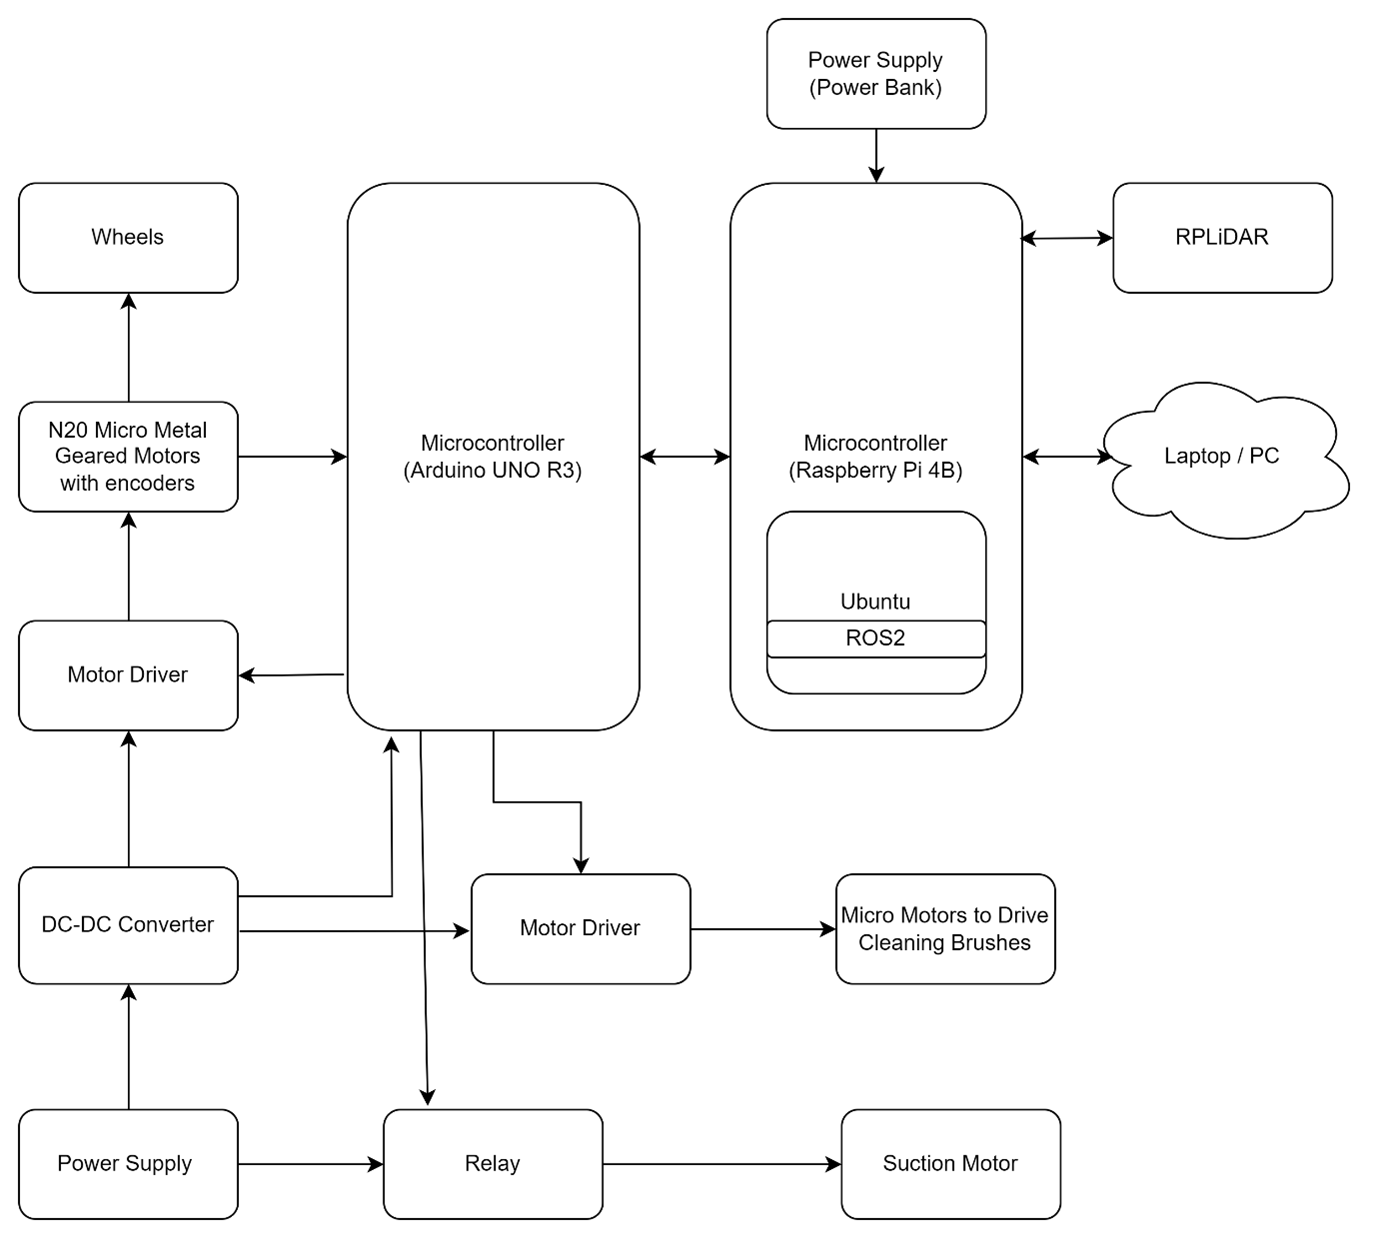 Power Supply
(Power Bank)
Wheels
RPLiDAR
N20 Micro Metal
Geared Motors
with encoders
Microcontroller
(Arduino UNO R3)
Microcontroller
(Raspberry Pi 4B)
Laptop / PC
Ubuntu
ROS2
Motor Driver
DC-DC Converter
Motor Driver
Micro Motors to Drive
Cleaning Brushes
Power Supply
Relay
Suction Motor